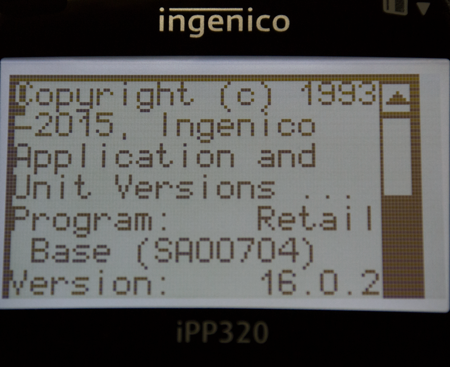 ingenico
Copyright (c) 1993
-2015, Ingenico
Application and
Unit Versions ...
Program: Retail
Base (SA00704)
Version: 16.0.2
iPP320